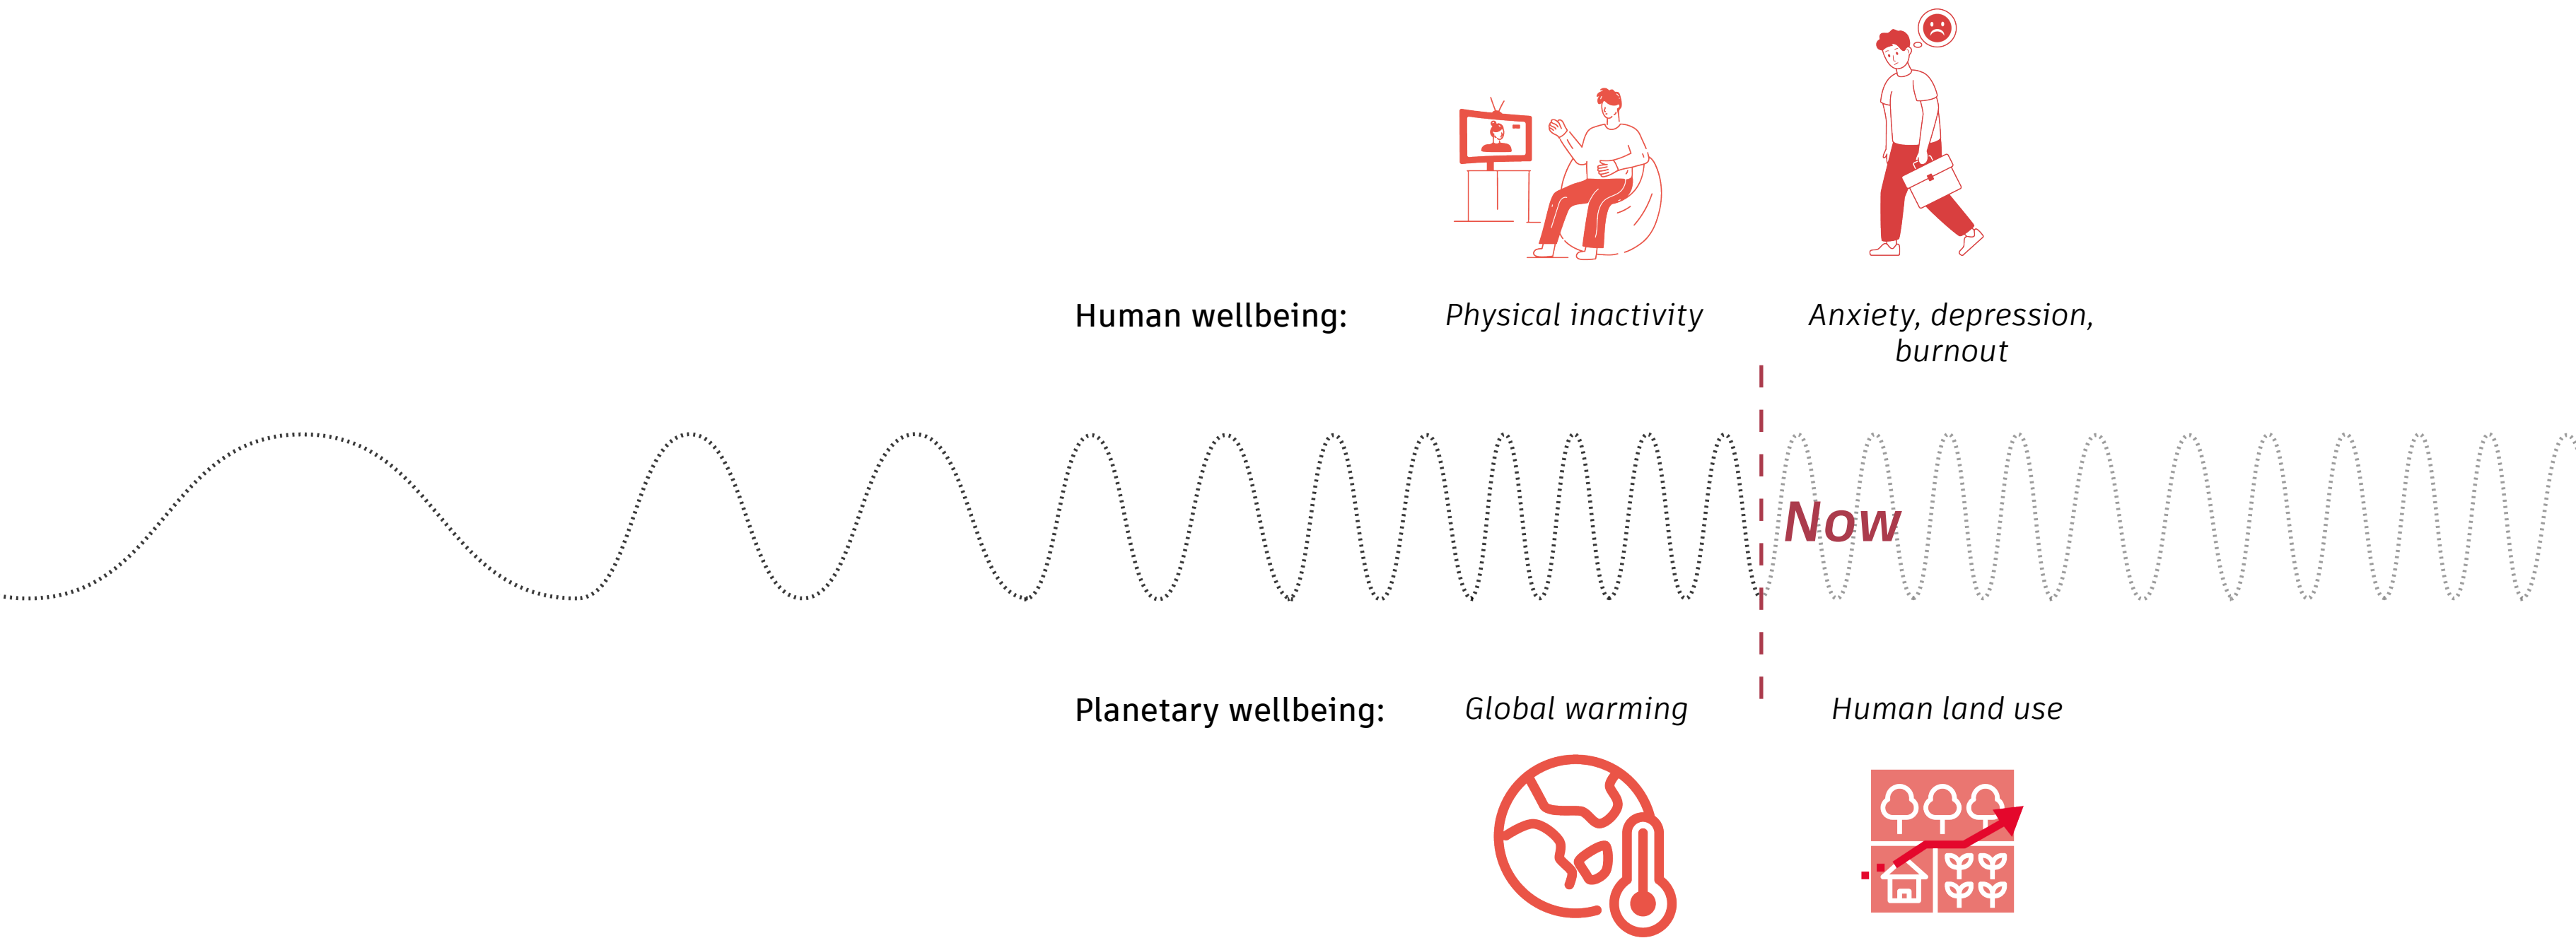 Human wellbeing:
Physical inactivity
Anxiety, depression,
burnout
Now
Planetary wellbeing:
Global warming
Human land use